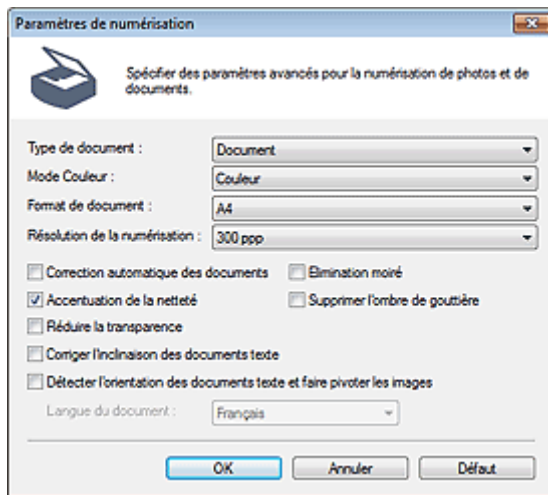 Paramètres de numérisation
Spécifier des paramètres avancés pour la numérisation de photos et de
documents.
Type de document : Document
Mode Couleur : Couleur
Format de document : A4
Résolution de la numérisation : 300 ppp
Correction automatique des documents Elimination moiré
Accentuation de la netteté Supprimer l'ombre de gouttière
Réduire la transparence
Corriger l'inclinaison des documents texte
Détecter l'orientation des documents texte et faire pivoter les images
Langue du document : Français
OK Annuler Défaut